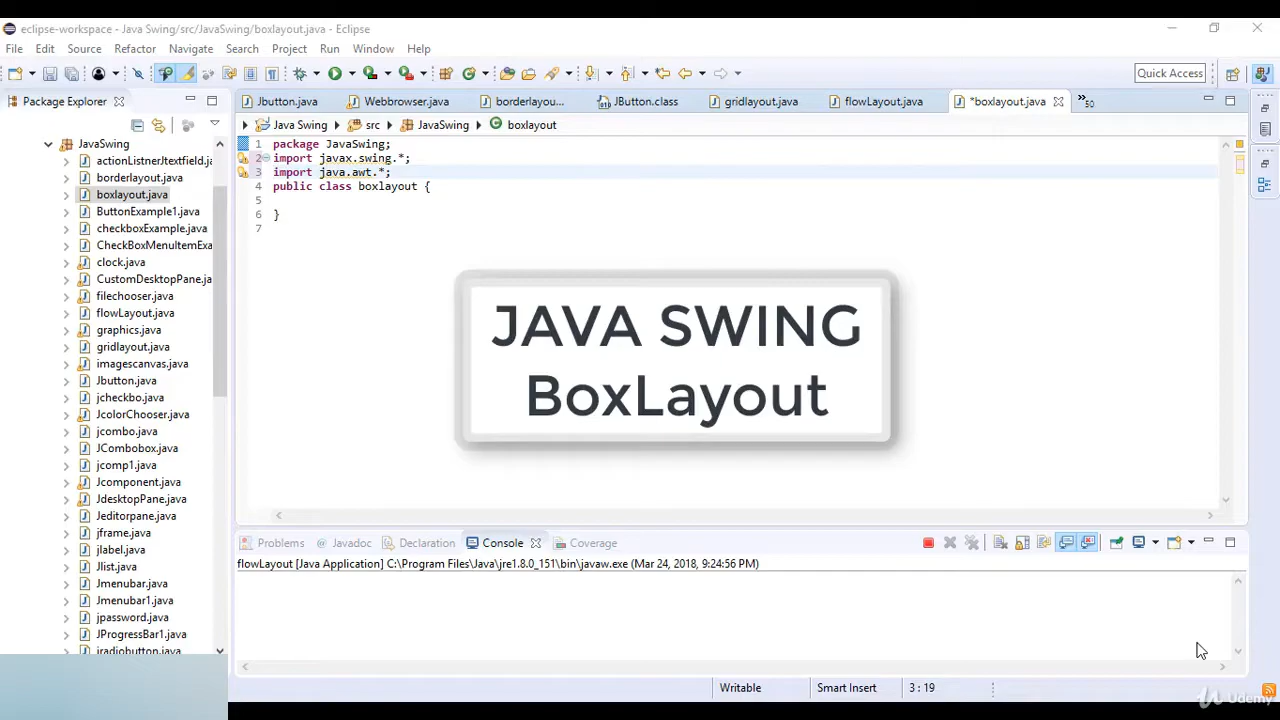 eclipse-workspace - Java Swing/src/JavaSwing/boxlayout.java - Eclipse
File Edit Source Refactor Navigate Search Project Run Window Help
Quick Access
Package Explorer
Jbutton.java Webbrowser.java borderlayou... JButton.class gridlayout.java flowLayout.java *boxlayout.java »50
Java Swing src JavaSwing boxlayout
JavaSwing
actionListnerJtextfield.ja
borderlayout.java
boxlayout.java
ButtonExample1.java
checkboxExample.java
CheckBoxMenuItemExa
clock.java
CustomDesktopPane.ja
filechooser.java
flowLayout.java
graphics.java
gridlayout.java
imagescanvas.java
Jbutton.java
jcheckbo.java
JcolorChooser.java
jcombo.java
JCombobox.java
jcomp1.java
Jcomponent.java
JdesktopPane.java
Jeditorpane.java
jframe.java
jlabel.java
Jlist.java
Jmenubar.java
Jmenubar1.java
jpassword.java
JProgressBar1.java
jradiobutton.java
1 package JavaSwing;
2 import javax.swing.*;
3 import java.awt.*;
4 public class boxlayout {
5
6 }
7
JAVA SWING
BoxLayout
Problems Javadoc Declaration Console Coverage
flowLayout [Java Application] C:\Program Files\Java\jre1.8.0_151\bin\javaw.exe (Mar 24, 2018, 9:24:56 PM)
Writable Smart Insert 3 : 19
Udemy